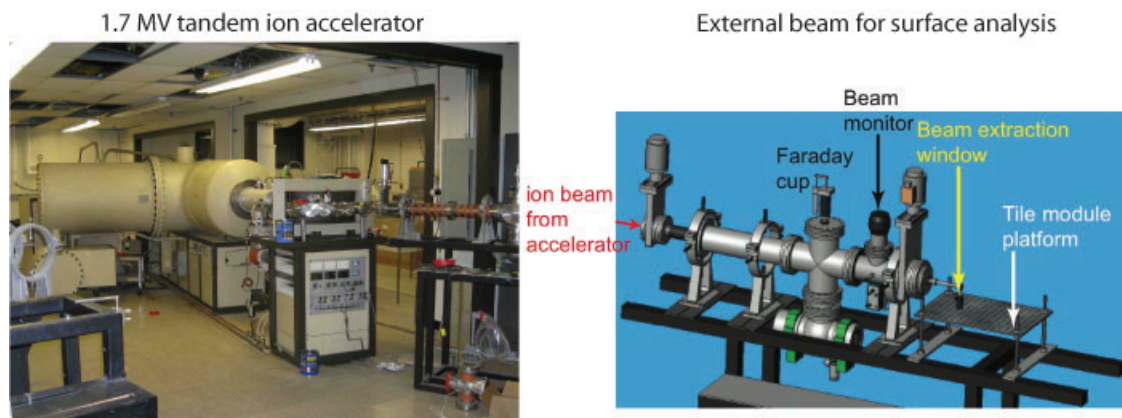 1.7 MV tandem ion accelerator
External beam for surface analysis
Beam
monitor
Beam extraction
window
Faraday
cup
ion beam
from
accelerator
Tile module
platform